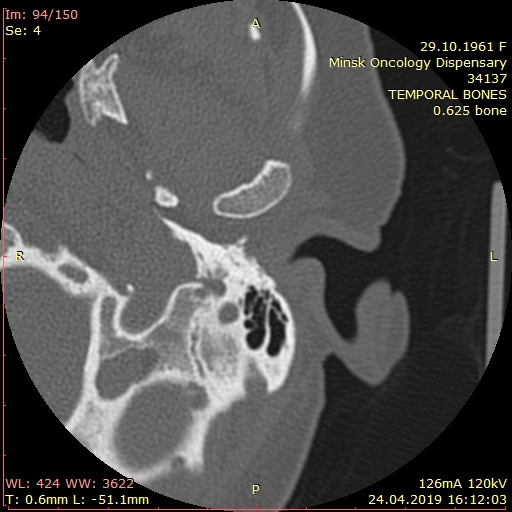 Im: 94/150
Se: 4
A
29.10.1961 F
Minsk Oncology Dispensary
34137
TEMPORAL BONES
0.625 bone
R
L
WL: 424 WW: 3622
T: 0.6mm L: -51.1mm
P
126mA 120kV
24.04.2019 16:12:03